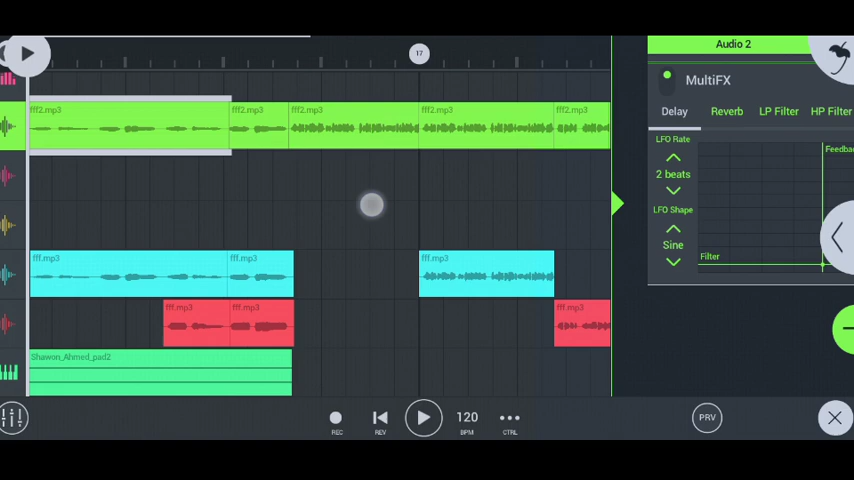 17
Audio 2
MultiFX
Delay Reverb LP Filter HP Filter
fff2.mp3 fff2.mp3 fff2.mp3 fff2.mp3 fff2.mp3
LFO Rate
2 beats
LFO Shape
Sine
Feedba
Filter
fff.mp3 fff.mp3 fff.mp3
fff.mp3 fff.mp3 fff.mp3
Shawon_Ahmed_pad2
120
PRV
REC REV BPM CTRL